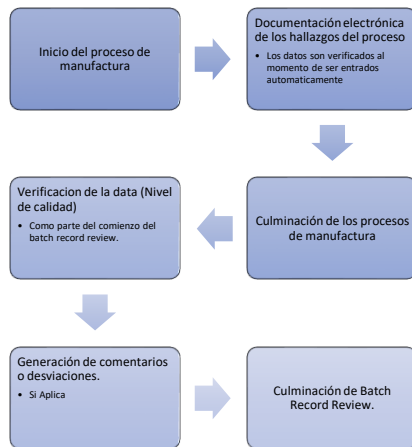 Inicio del proceso de
manufactura
Documentación electrónica
de los hallazgos del proceso
• Los datos son verificados al
momento de ser entrados
automaticamente
Culminación de los procesos
de manufactura
Verificacion de la data (Nivel
de calidad)
• Como parte del comienzo del
batch record review.
Generación de comentarios
o desviaciones.
• Si Aplica
Culminación de Batch
Record Review.